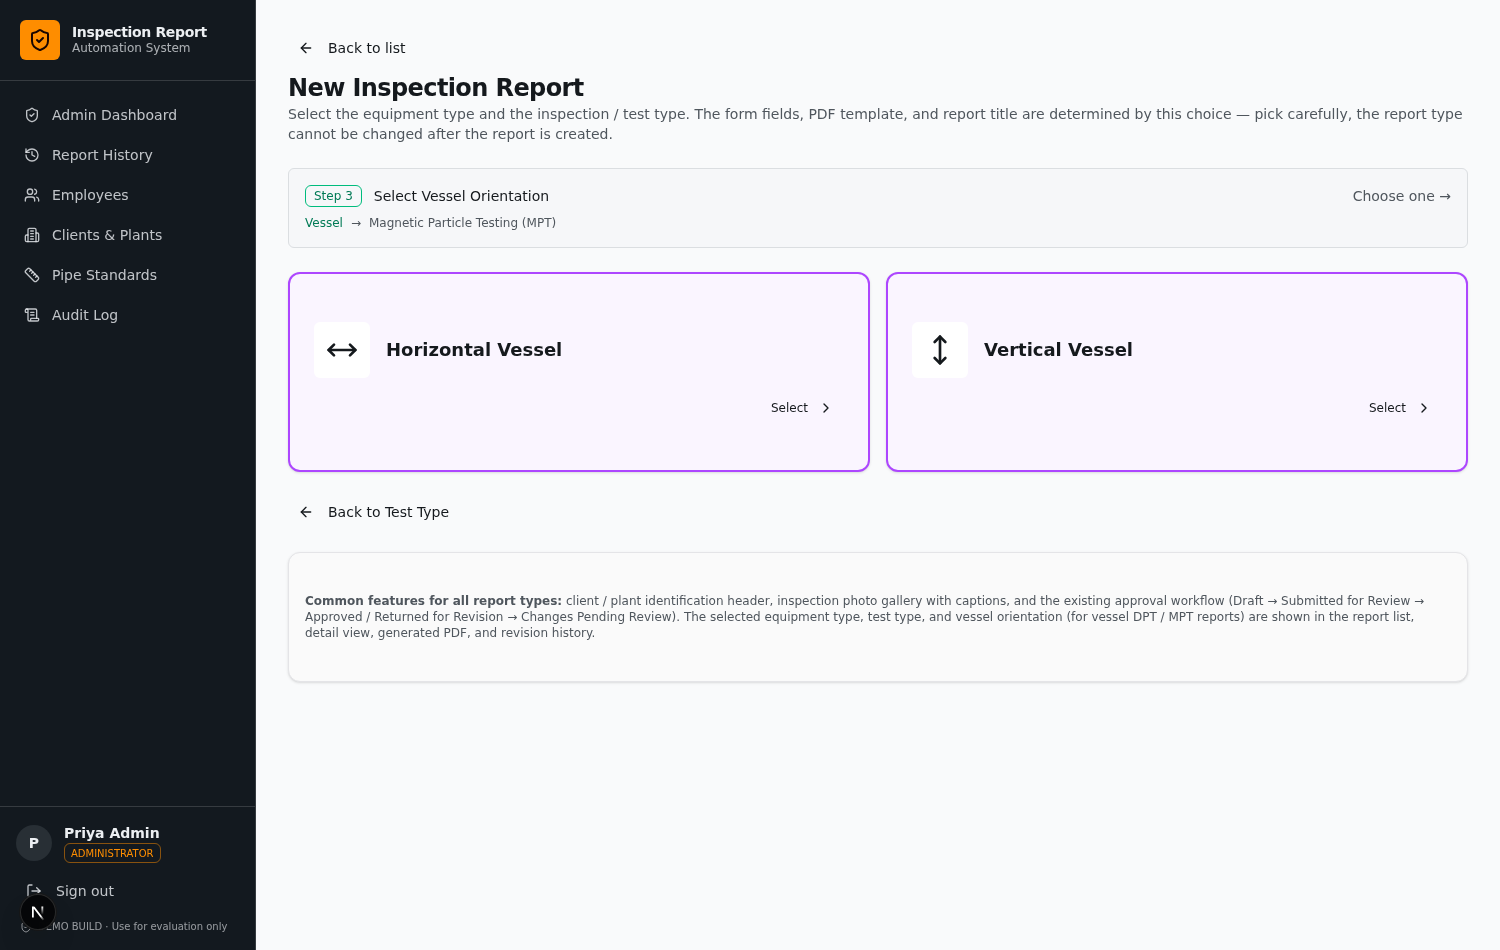 Inspection Report
Automation System
Admin Dashboard
Report History
Employees
Clients & Plants
Pipe Standards
Audit Log
P
Priya Admin
ADMINISTRATOR
Sign out
N
MO BUILD · Use for evaluation only
← Back to list
New Inspection Report
Select the equipment type and the inspection / test type. The form fields, PDF template, and report title are determined by this choice — pick carefully, the report type
cannot be changed after the report is created.
Step 3 Select Vessel Orientation Choose one →
Vessel → Magnetic Particle Testing (MPT)
Horizontal Vessel
Select
Vertical Vessel
Select
← Back to Test Type
Common features for all report types: client / plant identification header, inspection photo gallery with captions, and the existing approval workflow (Draft → Submitted for Review →
Approved / Returned for Revision → Changes Pending Review). The selected equipment type, test type, and vessel orientation (for vessel DPT / MPT reports) are shown in the report list,
detail view, generated PDF, and revision history.